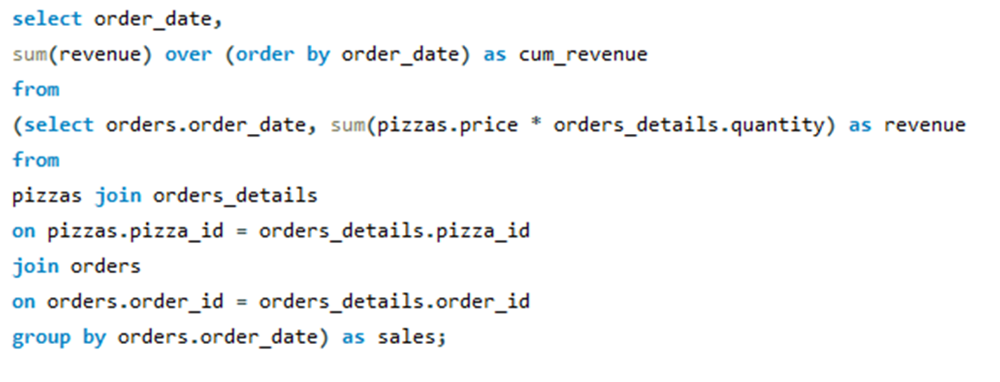 select order_date,
sum(revenue) over (order by order_date) as cum_revenue
from
(select orders.order_date, sum(pizzas.price * orders_details.quantity) as revenue
from
pizzas join orders_details
on pizzas.pizza_id = orders_details.pizza_id
join orders
on orders.order_id = orders_details.order_id
group by orders.order_date) as sales;